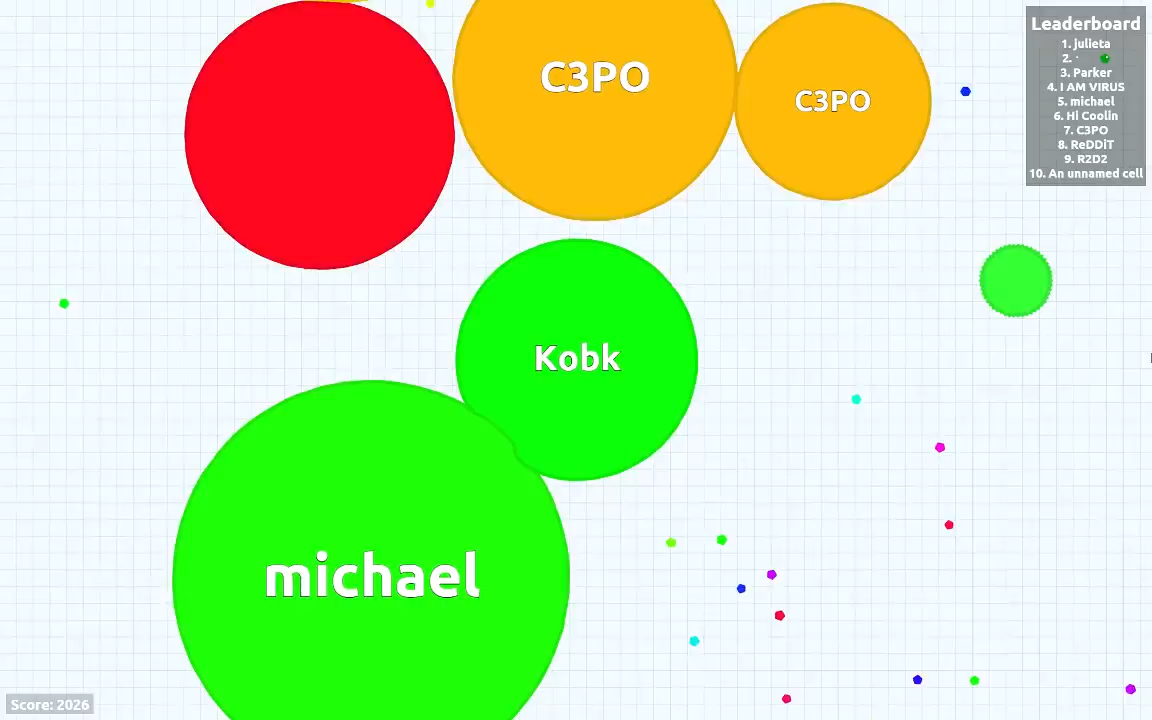 C3PO
C3PO
Kobk
michael
Leaderboard
1. julieta
2. ·
3. Parker
4. I AM VIRUS
5. michael
6. Hi Coolin
7. C3PO
8. ReDDiT
9. R2D2
10. An unnamed cell
Score: 2026